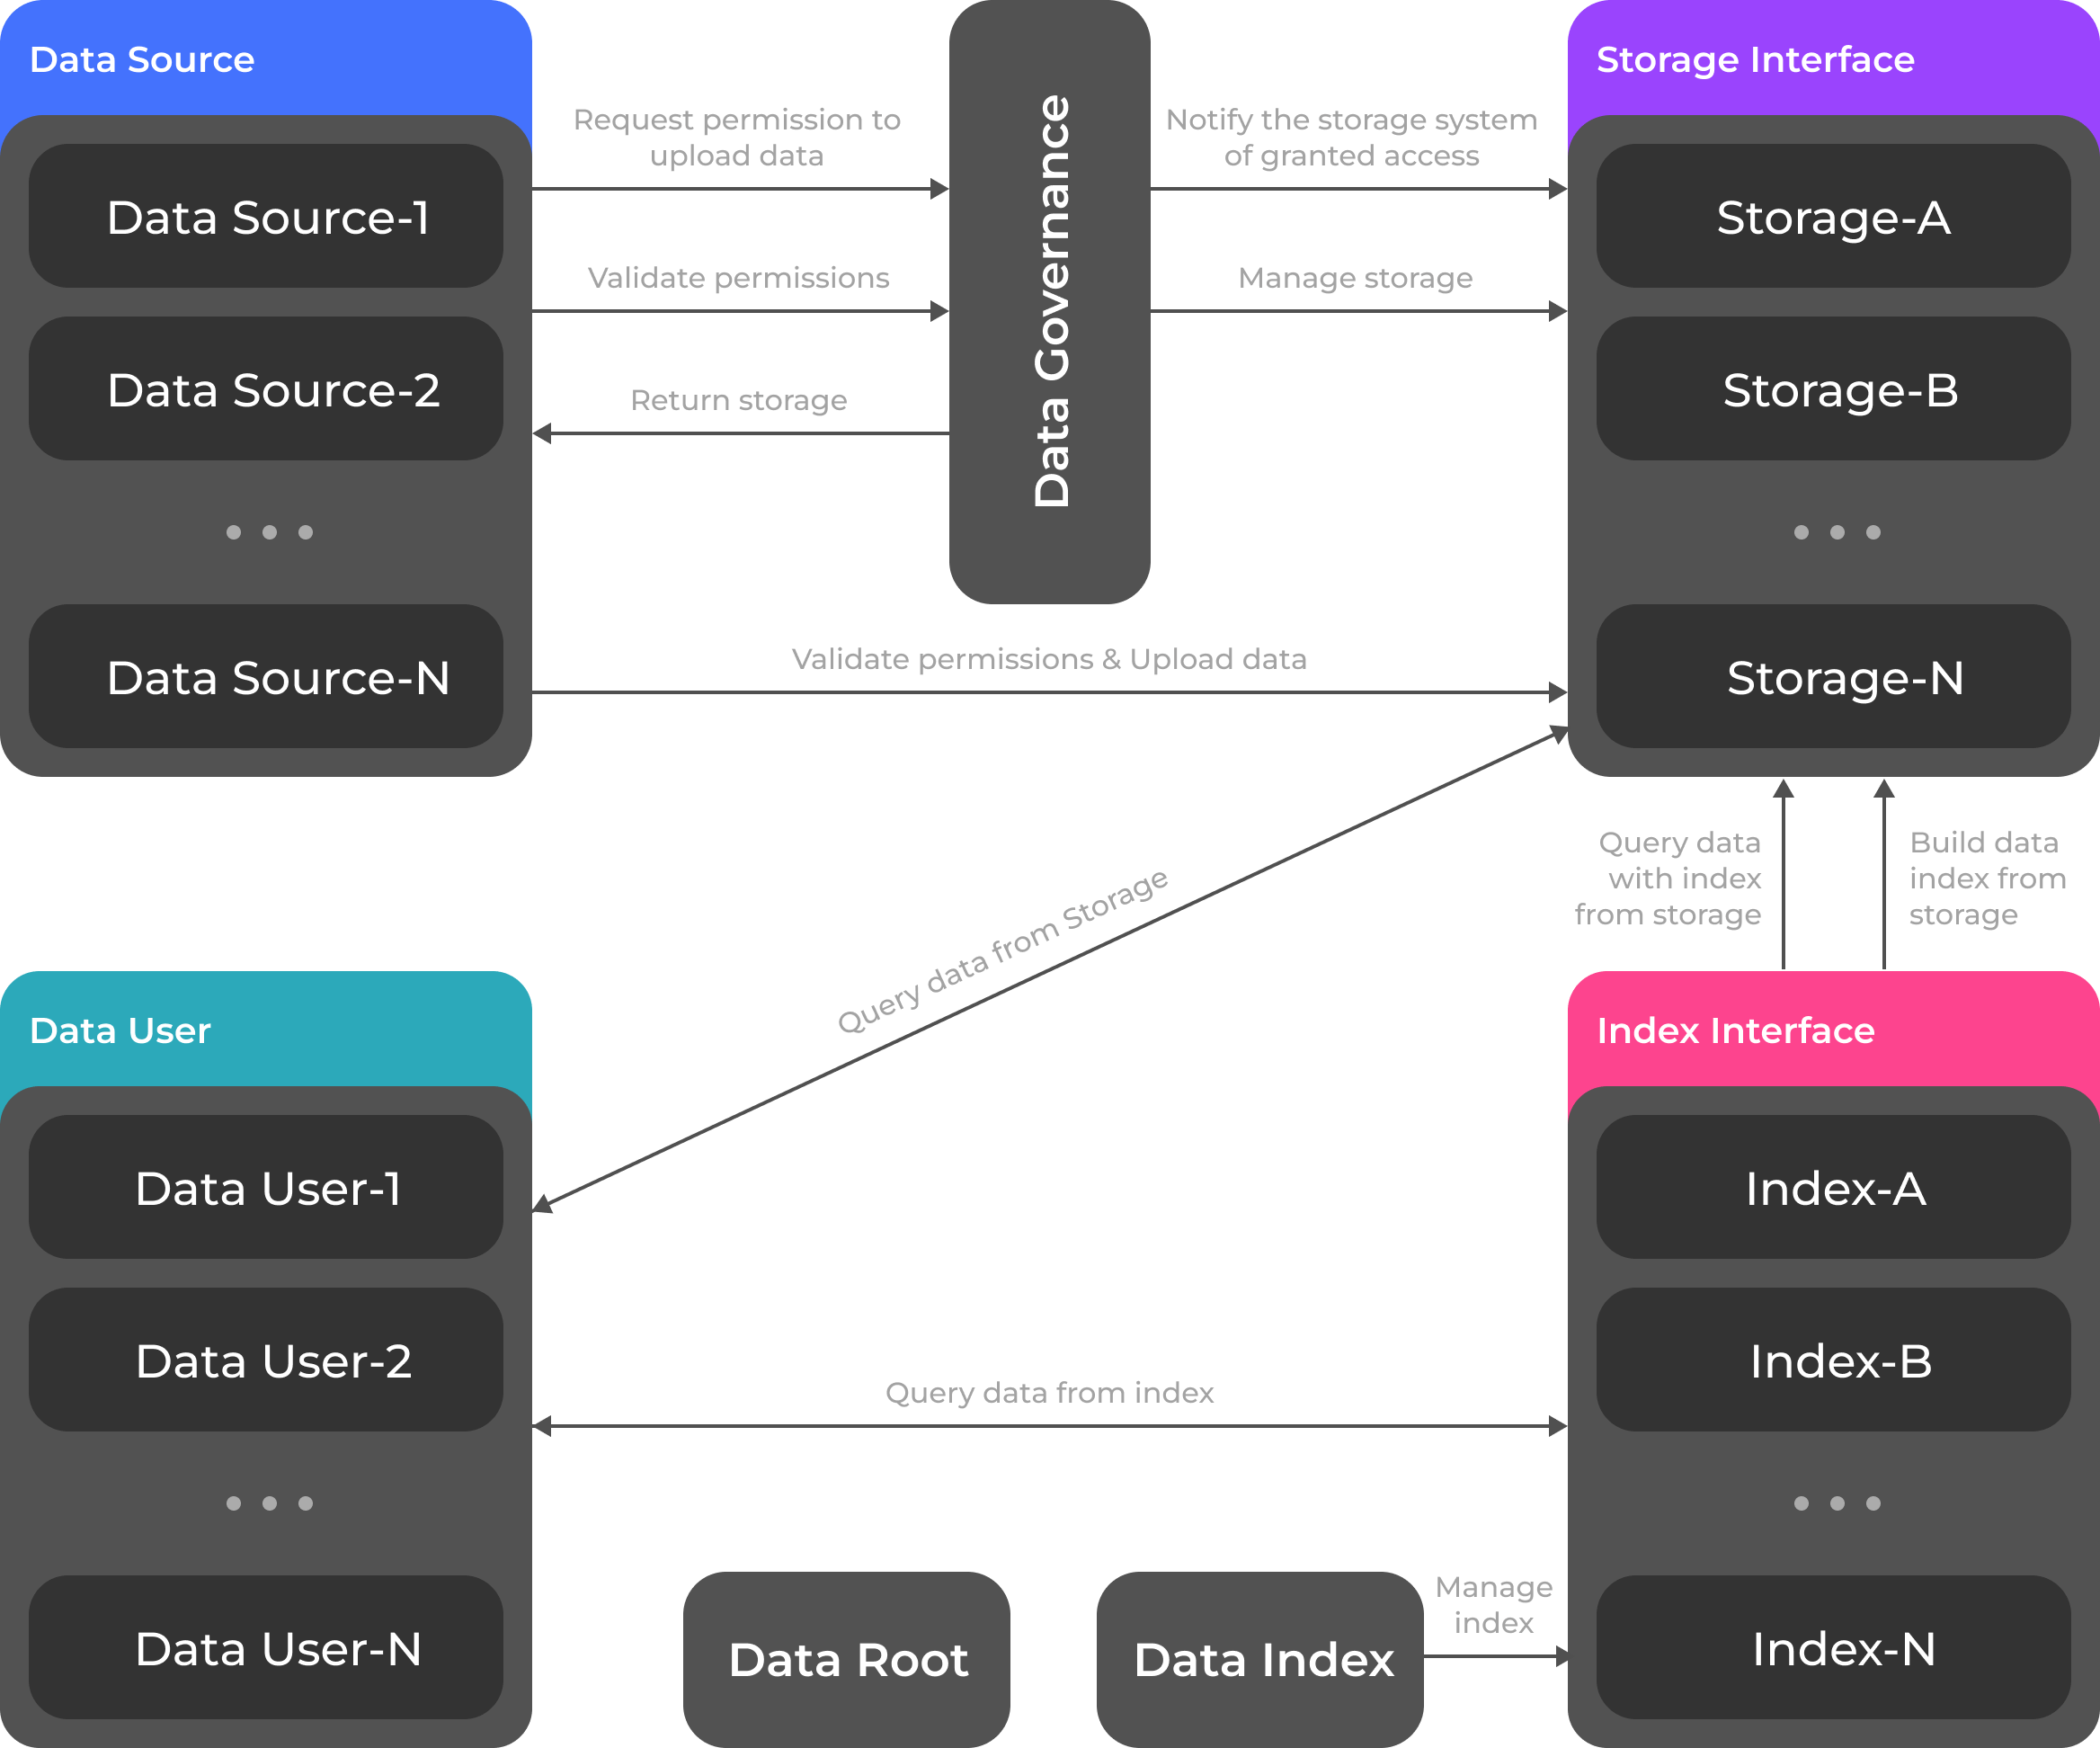 Data Source
Data Source-1
Data Source-2
Data Source-N
Request permission to
upload data
Validate permissions
Return storage
Data Governance
Notify the storage system
of granted access
Manage storage
Validate permissions & Upload data
Storage Interface
Storage-A
Storage-B
Storage-N
Query data from Storage
Query data
with index
from storage
Build data
index from
storage
Data User
Data User-1
Data User-2
Data User-N
Query data from index
Data Root
Data Index
Manage
index
Index Interface
Index-A
Index-B
Index-N